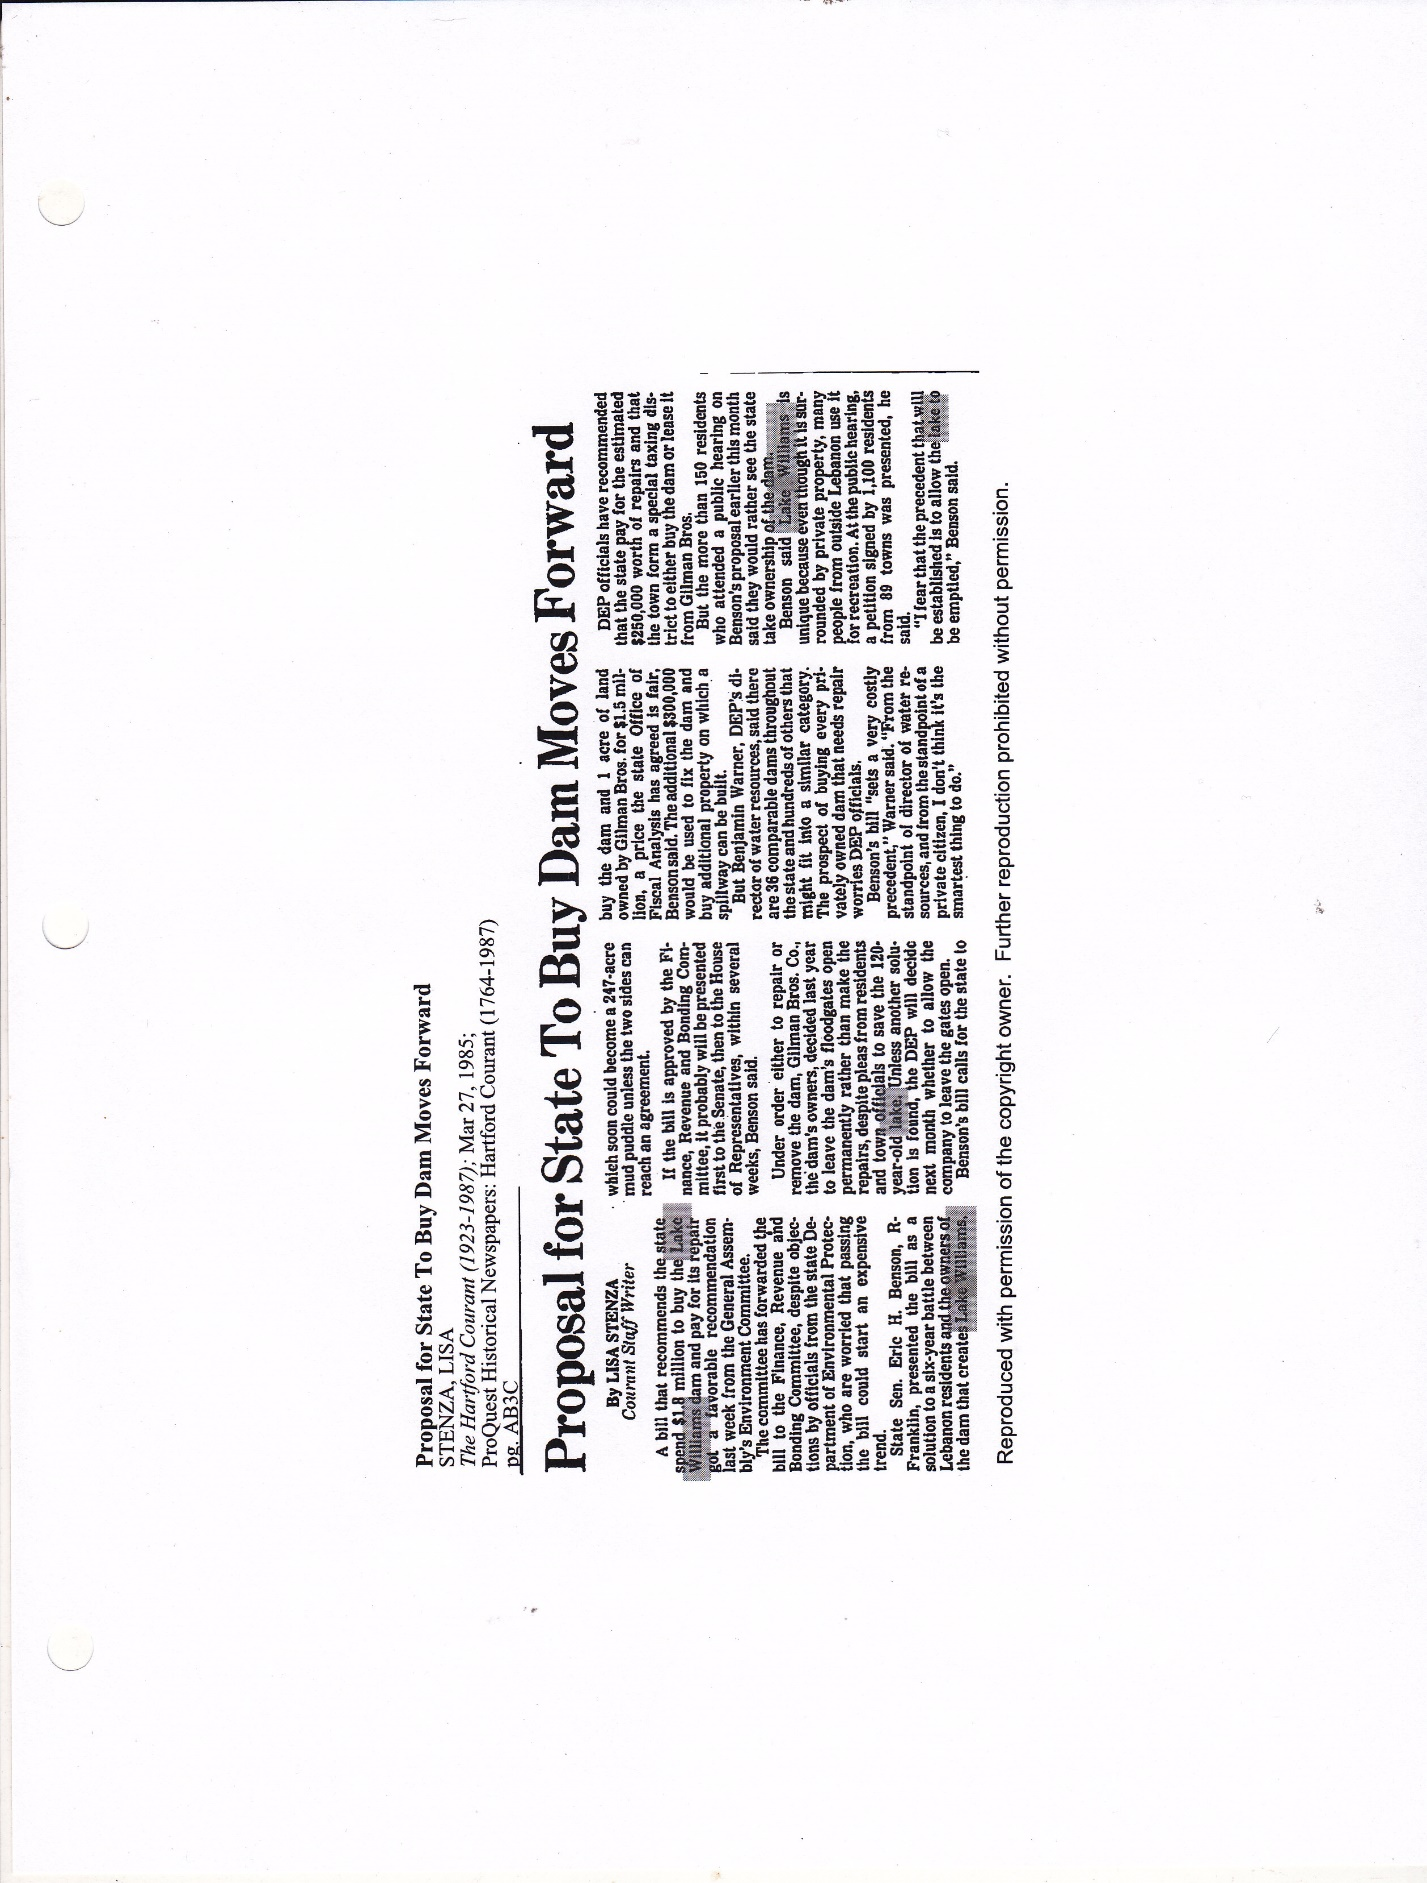 Proposal for State To Buy Dam Moves Forward
STENZA, LISA
The Hartford Courant (1923-1987); Mar 27, 1985;
ProQuest Historical Newspapers: Hartford Courant (1764-1987)
pg. AB3C
Proposal for State To Buy Dam Moves Forward
By LISA STENZA
Courant Staff Writer
A bill that recommends the state
spend $1.8 million to buy the Lake
Williams dam and pay for its repair
got a favorable recommendation
last week from the General Assem-
bly's Environment Committee.
The committee has forwarded the
bill to the Finance, Revenue and
Bonding Committee, despite objec-
tions by officials from the state De-
partment of Environmental Protec-
tion, who are worried that passing
the bill could start an expensive
trend.
State Sen. Eric H. Benson, R-
Franklin, presented the bill as a
solution to a six-year battle between
Lebanon residents and the owners of
the dam that creates Lake Williams,
which soon could become a 247-acre
mud puddle unless the two sides can
reach an agreement.
If the bill is approved by the Fi-
nance, Revenue and Bonding Com-
mittee, it probably will be presented
first to the Senate, then to the House
of Representatives, within several
weeks, Benson said.
Under order either to repair or
remove the dam, Gilman Bros. Co.,
the dam's owners, decided last year
to leave the dam's floodgates open
permanently rather than make the
repairs, despite pleas from residents
and town officials to save the 120-
year-old lake. Unless another solu-
tion is found, the DEP will decide
next month whether to allow the
company to leave the gates open.
Benson's bill calls for the state to
buy the dam and 1 acre of land
owned by Gilman Bros. for $1.5 mil-
lion, a price the state Office of
Fiscal Analysis has agreed is fair,
Benson said. The additional $300,000
would be used to fix the dam and
buy additional property on which a
spillway can be built.
But Benjamin Warner, DEP's di-
rector of water resources, said there
are 36 comparable dams throughout
the state and hundreds of others that
might fit into a similar category.
The prospect of buying every pri-
vately owned dam that needs repair
worries DEP officials.
Benson's bill "sets a very costly
precedent," Warner said. "From the
standpoint of director of water re-
sources, and from the standpoint of a
private citizen, I don't think it's the
smartest thing to do."
DEP officials have recommended
that the state pay for the estimated
$250,000 worth of repairs and that
the town form a special taxing dis-
trict to either buy the dam or lease it
from Gilman Bros.
But the more than 150 residents
who attended a public hearing on
Benson's proposal earlier this month
said they would rather see the state
take ownership of the dam.
Benson said Lake Williams is
unique because even though it is sur-
rounded by private property, many
people from outside Lebanon use it
for recreation. At the public hearing,
a petition signed by 1,100 residents
from 89 towns was presented, he
said.
"I fear that the precedent that will
be established is to allow the lake to
be emptied," Benson said.
Reproduced with permission of the copyright owner. Further reproduction prohibited without permission.